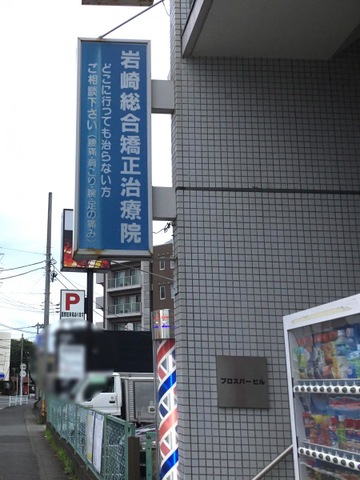 岩崎総合矯正治療院
どこに行っても治らない方
ご相談下さい（腰痛・肩こり・腕・足の痛み）
P
プロスパービル